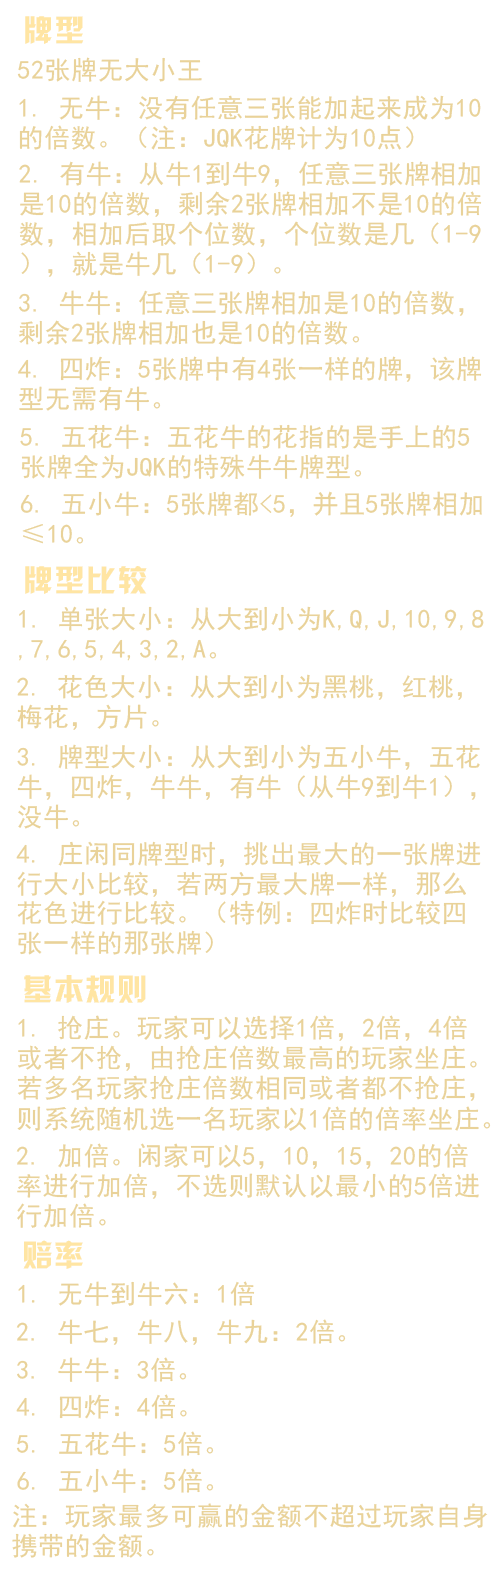 牌型
52张牌无大小王
1. 无牛：没有任意三张能加起来成为10
的倍数。（注：JQK花牌计为10点）
2. 有牛：从牛1到牛9，任意三张牌相加
是10的倍数，剩余2张牌相加不是10的倍
数，相加后取个位数，个位数是几（1-9
），就是牛几（1-9）。
3. 牛牛：任意三张牌相加是10的倍数，
剩余2张牌相加也是10的倍数。
4. 四炸：5张牌中有4张一样的牌，该牌
型无需有牛。
5. 五花牛：五花牛的花指的是手上的5
张牌全为JQK的特殊牛牛牌型。
6. 五小牛：5张牌都<5，并且5张牌相加
≤10。
牌型比较
1. 单张大小：从大到小为K,Q,J,10,9,8
,7,6,5,4,3,2,A。
2. 花色大小：从大到小为黑桃，红桃，
梅花，方片。
3. 牌型大小：从大到小为五小牛，五花
牛，四炸，牛牛，有牛（从牛9到牛1），
没牛。
4. 庄闲同牌型时，挑出最大的一张牌进
行大小比较，若两方最大牌一样，那么
花色进行比较。（特例：四炸时比较四
张一样的那张牌）
基本规则
1. 抢庄。玩家可以选择1倍，2倍，4倍
或者不抢，由抢庄倍数最高的玩家坐庄。
若多名玩家抢庄倍数相同或者都不抢庄，
则系统随机选一名玩家以1倍的倍率坐庄。
2. 加倍。闲家可以5，10，15，20的倍
率进行加倍，不选则默认以最小的5倍进
行加倍。
赔率
1. 无牛到牛六：1倍
2. 牛七，牛八，牛九：2倍。
3. 牛牛：3倍。
4. 四炸：4倍。
5. 五花牛：5倍。
6. 五小牛：5倍。
注：玩家最多可赢的金额不超过玩家自身
携带的金额。